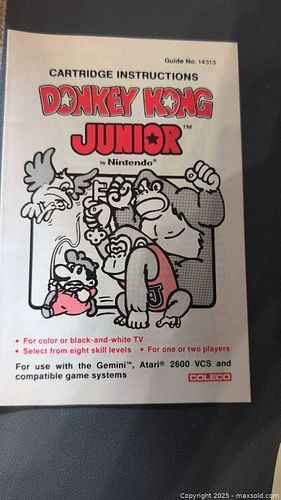 Guide No. 14313
CARTRIDGE INSTRUCTIONS
DONKEY KONG
JUNIOR™
by Nintendo®
J
• For color or black-and-white TV
• Select from eight skill levels • For one or two players
For use with the Gemini™, Atari® 2600 VCS and
compatible game systems
COLECO
Copyright 2025 - maxsold.com